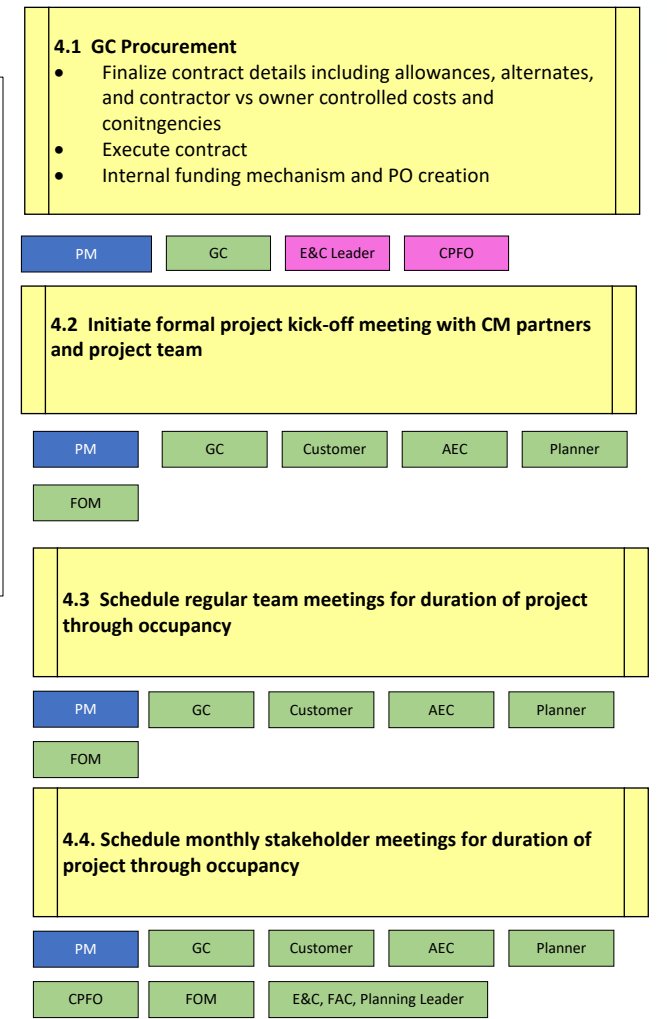 4.1 GC Procurement
• Finalize contract details including allowances, alternates,
and contractor vs owner controlled costs and
conitngencies
• Execute contract
• Internal funding mechanism and PO creation
PM GC E&C Leader CPFO
4.2 Initiate formal project kick-off meeting with CM partners
and project team
PM GC Customer AEC Planner
FOM
4.3 Schedule regular team meetings for duration of project
through occupancy
PM GC Customer AEC Planner
FOM
4.4. Schedule monthly stakeholder meetings for duration of
project through occupancy
PM GC Customer AEC Planner
CPFO FOM E&C, FAC, Planning Leader